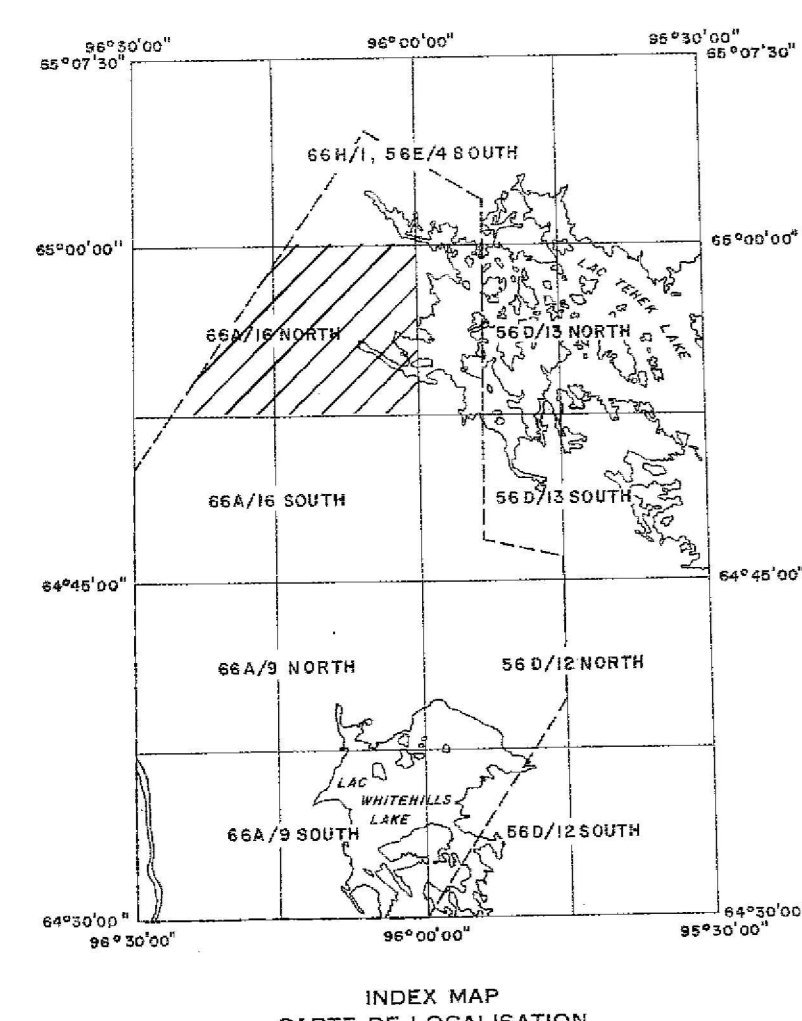 96°30'00" 96°00'00" 95°30'00"
65°07'30" 65°07'30"
66H/1, 56E/4 SOUTH
65°00'00" 65°00'00"
LAC TEHEK LAKE
66A/16 NORTH 56D/13 NORTH
66A/16 SOUTH 56D/13 SOUTH
64°45'00" 64°45'00"
66A/9 NORTH 56D/12 NORTH
LAC
WHITEHILLS
LAKE
66A/9 SOUTH 56D/12 SOUTH
64°30'00" 64°30'00"
96°30'00" 96°00'00" 95°30'00"
INDEX MAP
CARTE DE LOCALISATION